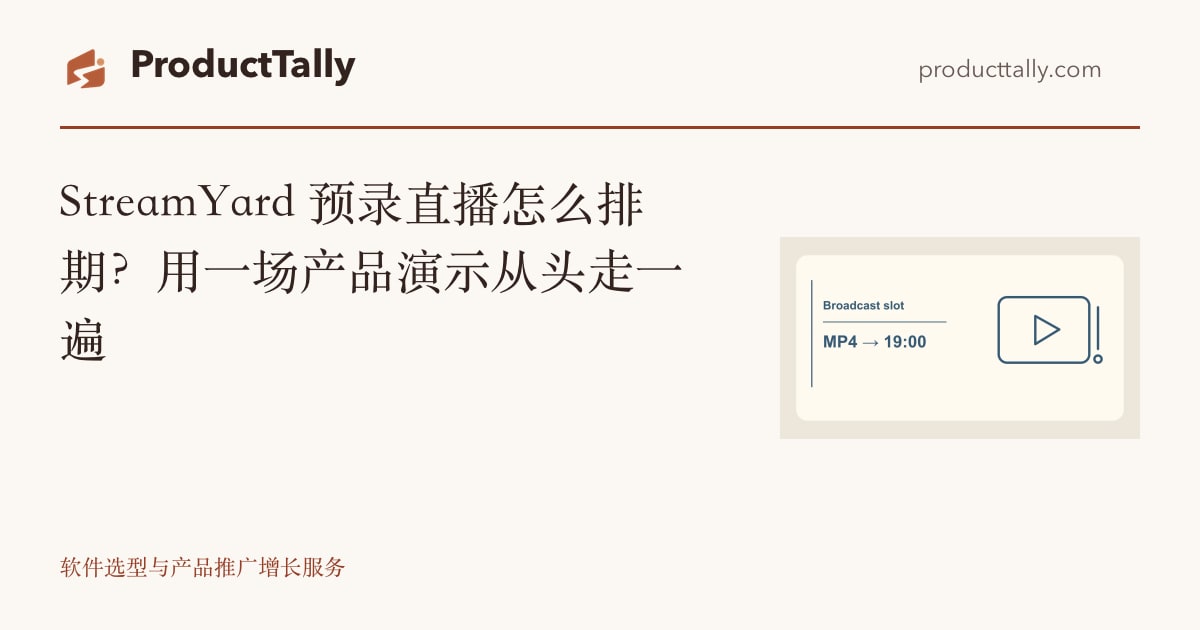 ProductTally
producttally.com
StreamYard 预录直播怎么排
期？用一场产品演示从头走一
遍
Broadcast slot
MP4 → 19:00
软件选型与产品推广增长服务